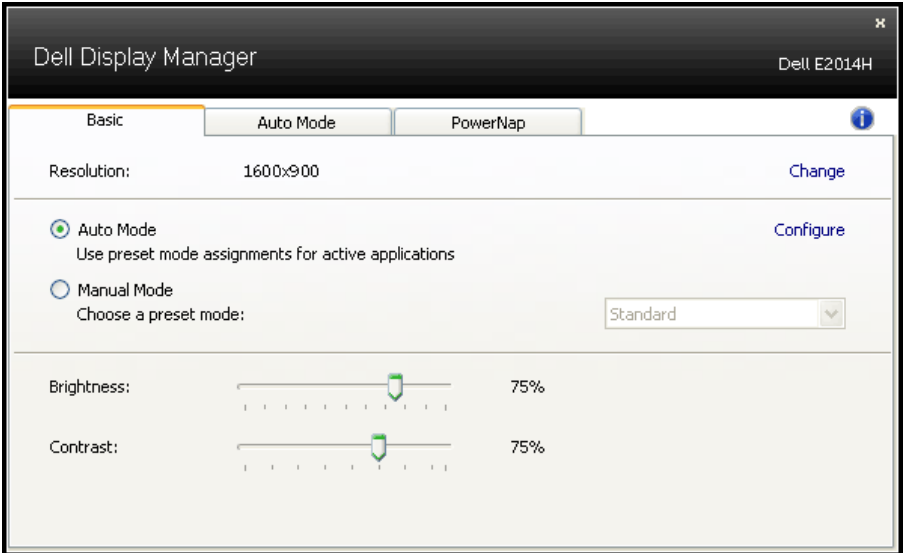 Dell Display Manager
Dell E2014H
Basic
Auto Mode
PowerNap
Resolution:
1600x900
Change
Auto Mode
Configure
Use preset mode assignments for active applications
Manual Mode
Choose a preset mode:
Standard
Brightness:
75%
Contrast:
75%